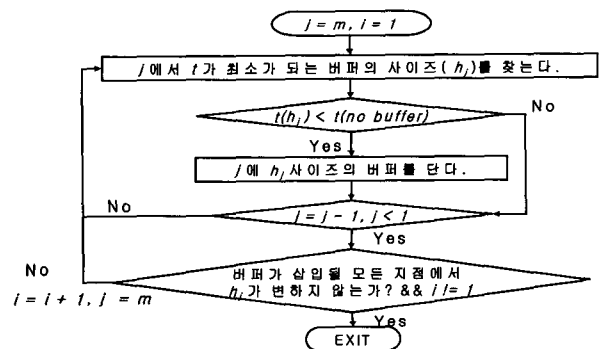 j = m, i = 1
j 에서 t 가 최소가 되는 버퍼의 사이즈( hj)를 찾는다.
t(hj) < t(no buffer)
No
Yes
j 에 hj 사이즈의 버퍼를 단다.
No
j = j - 1, j < 1
Yes
버퍼가 삽입될 모든 지점에서
hj가 변하지 않는가? && i != 1
No
i = i + 1, j = m
Yes
EXIT